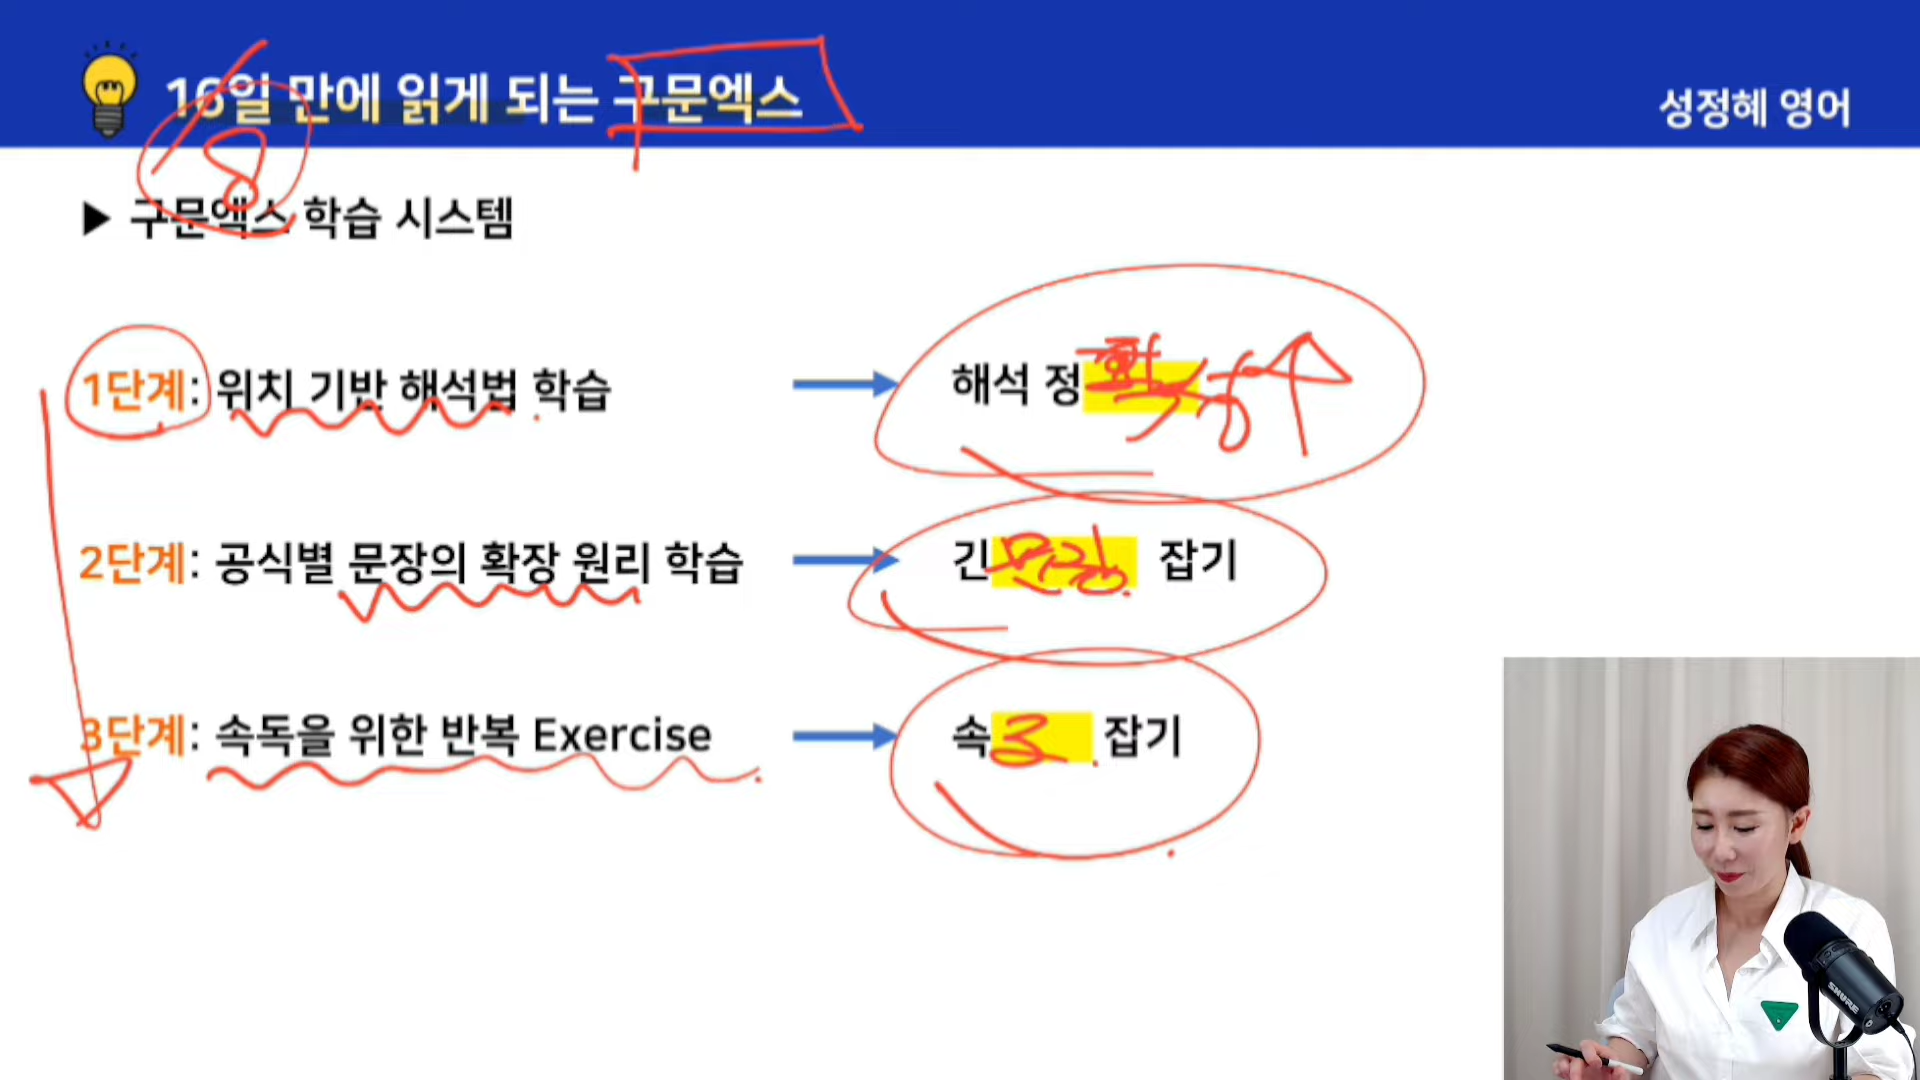 16일 만에 읽게 되는 구문엑스
성정혜 영어
8
▶ 구문엑스 학습 시스템
1단계: 위치 기반 해석법 학습
해석 정확성↑
2단계: 공식별 문장의 확장 원리 학습
긴 문장 잡기
3단계: 속독을 위한 반복 Exercise
속도 잡기
SHURE